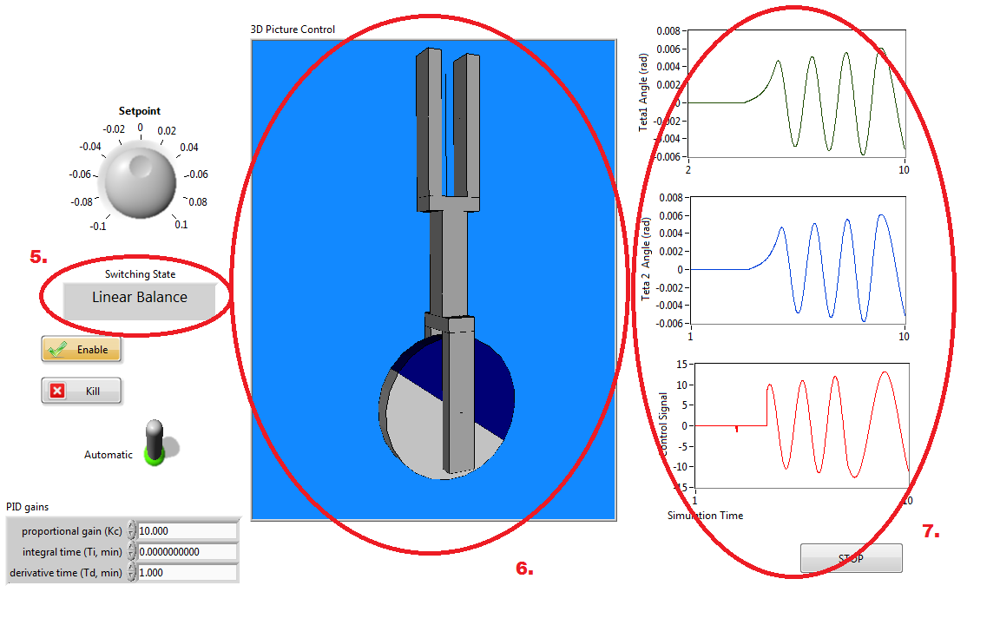 3D Picture Control
Setpoint
-0.02 0 0.02
-0.04 0.04
-0.06 -0.06
-0.08 0.08
-0.1 0.1
5.
Switching State
Linear Balance
Enable
Kill
Automatic
PID gains
proportional gain (Kc) 10.000
integral time (Ti, min) 0.0000000000
derivative time (Td, min) 1.000
6.
Teta1 Angle (rad)
0.008
0.006
0.004
0.002
0
-0.002
-0.004
-0.006
2 10
Teta 2 Angle (rad)
0.008
0.006
0.004
0.002
0
-0.002
-0.004
-0.006
1 10
Control Signal
15
10
5
0
-5
-10
-15
1 10
Simulation Time
7.
STOP